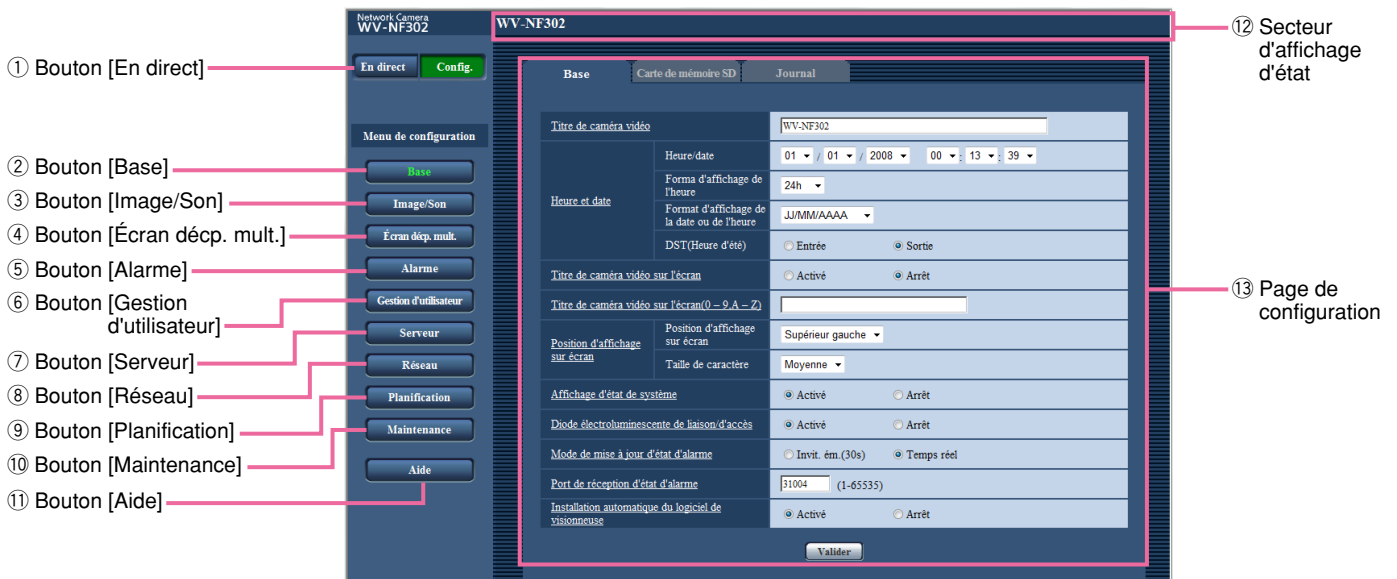 Network Camera
WV-NF302
WV-NF302
① Bouton [En direct]
② Bouton [Base]
③ Bouton [Image/Son]
④ Bouton [Écran décp. mult.]
⑤ Bouton [Alarme]
⑥ Bouton [Gestion
d'utilisateur]
⑦ Bouton [Serveur]
⑧ Bouton [Réseau]
⑨ Bouton [Planification]
⑩ Bouton [Maintenance]
⑪ Bouton [Aide]
En direct Config.
Menu de configuration
Base
Image/Son
Écran décp. mult.
Alarme
Gestion d'utilisateur
Serveur
Réseau
Planification
Maintenance
Aide
Base Carte de mémoire SD Journal
Titre de caméra vidéo WV-NF302
Heure et date
Heure/date 01 / 01 / 2008 00 : 13 : 39
Forma d'affichage de
l'heure
24h
Format d'affichage de
la date ou de l'heure
JJ/MM/AAAA
DST(Heure d'été) Entrée Sortie
Titre de caméra vidéo sur l'écran Activé Arrêt
Titre de caméra vidéo sur l'écran(0 – 9,A – Z)
Position d'affichage
sur écran
Position d'affichage
sur écran
Supérieur gauche
Taille de caractère Moyenne
Affichage d'état de système Activé Arrêt
Diode électroluminescente de liaison/d'accès Activé Arrêt
Mode de mise à jour d'état d'alarme Invit. ém.(30s) Temps réel
Port de réception d'état d'alarme 31004 (1-65535)
Installation automatique du logiciel de
visionneuse
Activé Arrêt
Valider
⑫ Secteur
d'affichage
d'état
⑬ Page de
configuration